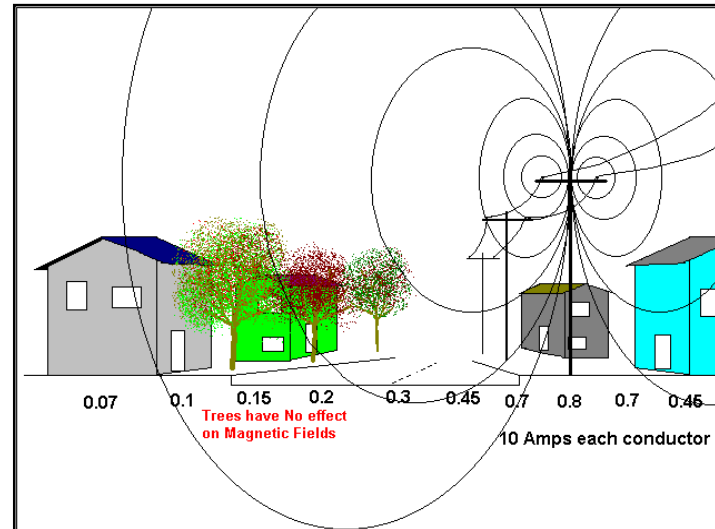 0.07 0.1 0.15 0.2 0.3 0.45 0.7 0.8 0.7 0.45
Trees have No effect
on Magnetic Fields
10 Amps each conductor